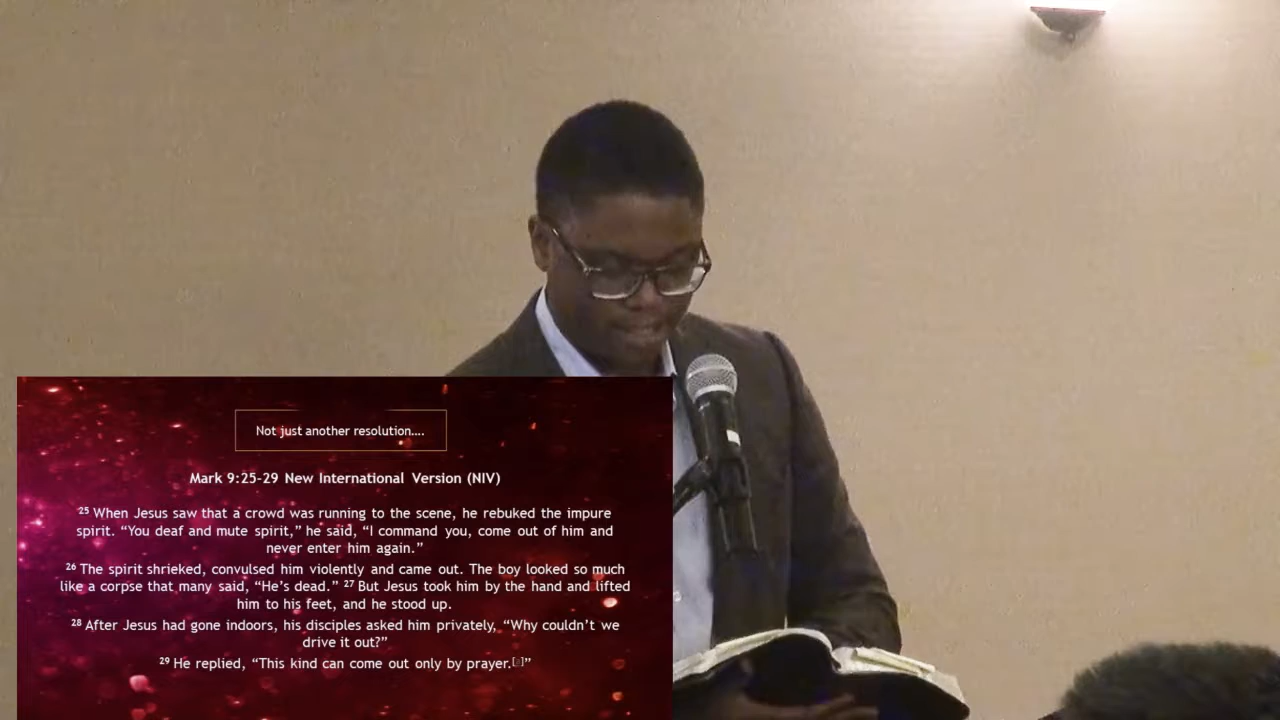 Not just another resolution....
Mark 9:25-29 New International Version (NIV)
25 When Jesus saw that a crowd was running to the scene, he rebuked the impure
spirit. “You deaf and mute spirit,” he said, “I command you, come out of him and
never enter him again.”
26 The spirit shrieked, convulsed him violently and came out. The boy looked so much
like a corpse that many said, “He’s dead.” 27 But Jesus took him by the hand and lifted
him to his feet, and he stood up.
28 After Jesus had gone indoors, his disciples asked him privately, “Why couldn’t we
drive it out?”
29 He replied, “This kind can come out only by prayer.”